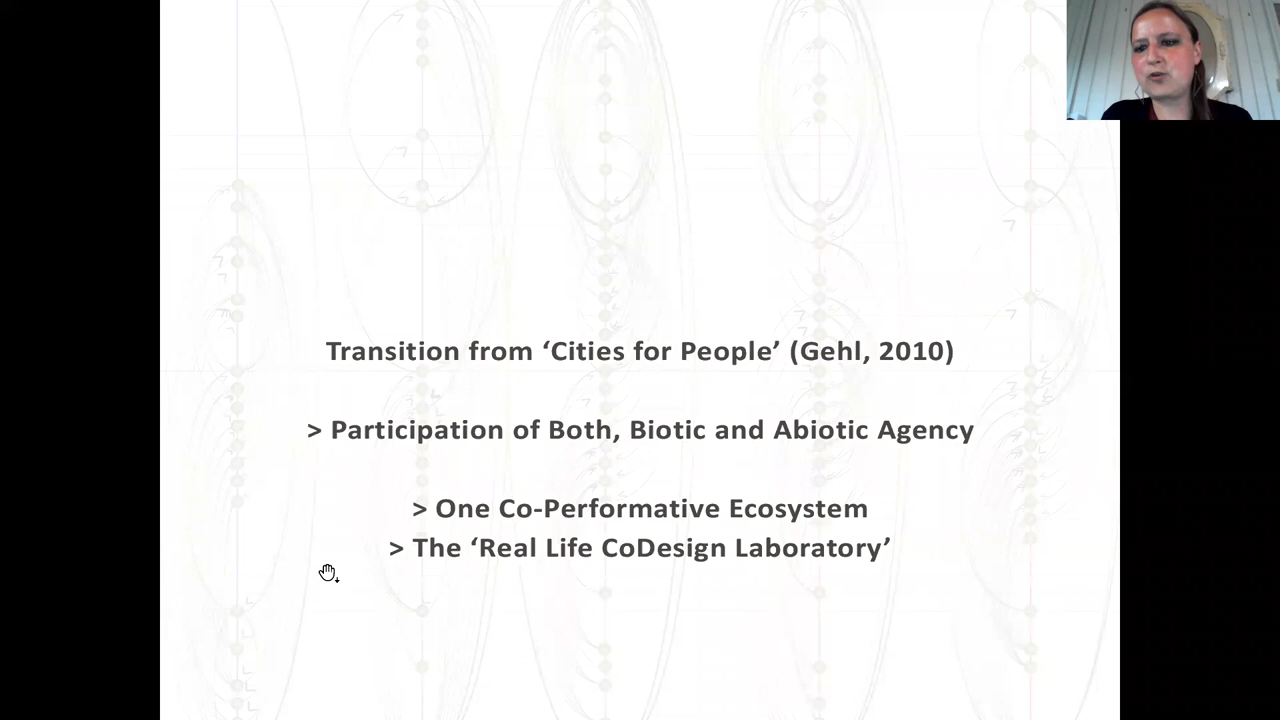 Transition from ‘Cities for People’ (Gehl, 2010)
> Participation of Both, Biotic and Abiotic Agency
> One Co-Performative Ecosystem
> The ‘Real Life CoDesign Laboratory’